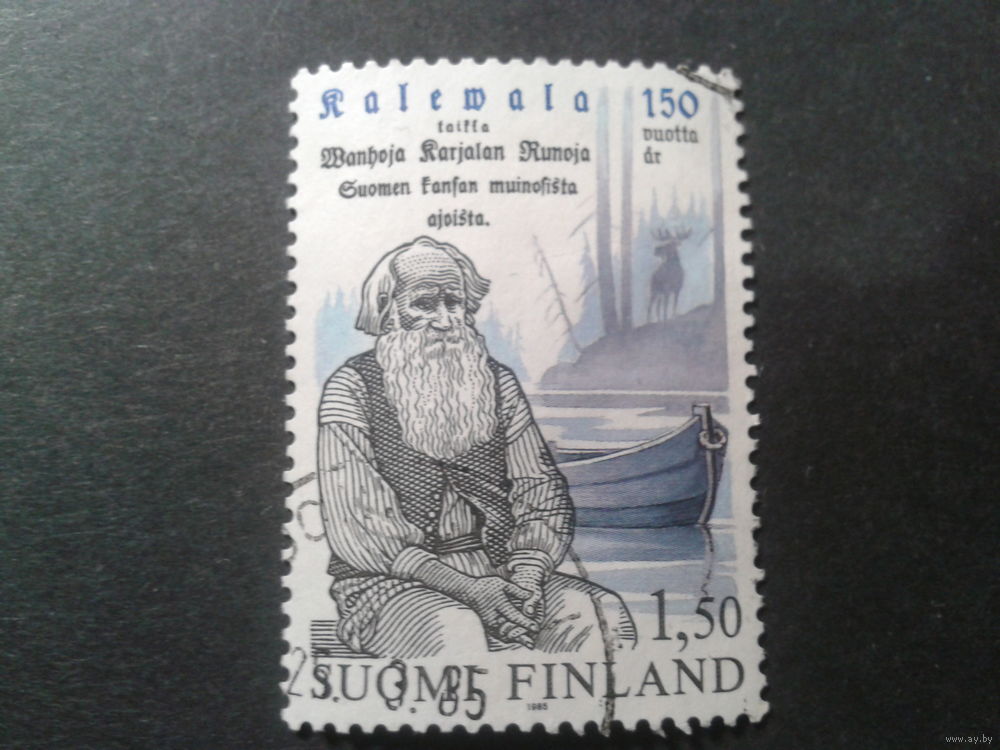 Kalewala
taikka
Wanhoja Karjalan Runoja
Suomen kansan muinosista
ajoista.
150
vuotta
år
1,50
SUOMI FINLAND
1985
www.ay.by